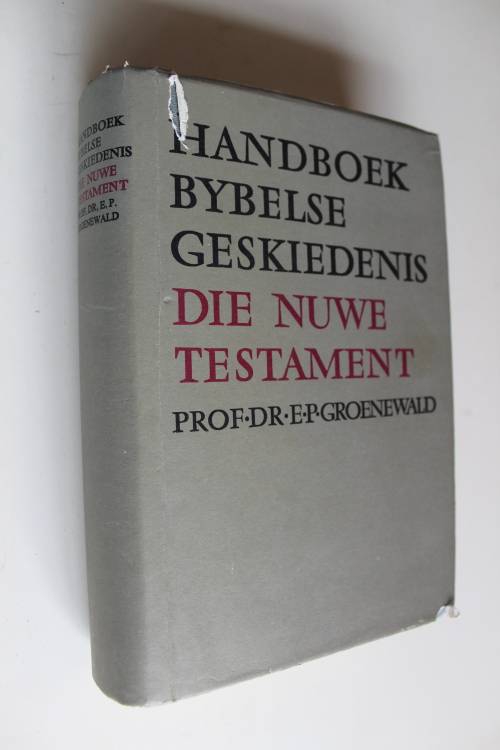 HANDBOEK
BYBELSE
GESKIEDENIS
DIE NUWE
TESTAMENT
PROF·DR·E·P·GROENEWALD
HANDBOEK
BYBELSE
GESKIEDENIS
DIE NUWE
TESTAMENT
PROF. DR. E. P.
GROENEWALD